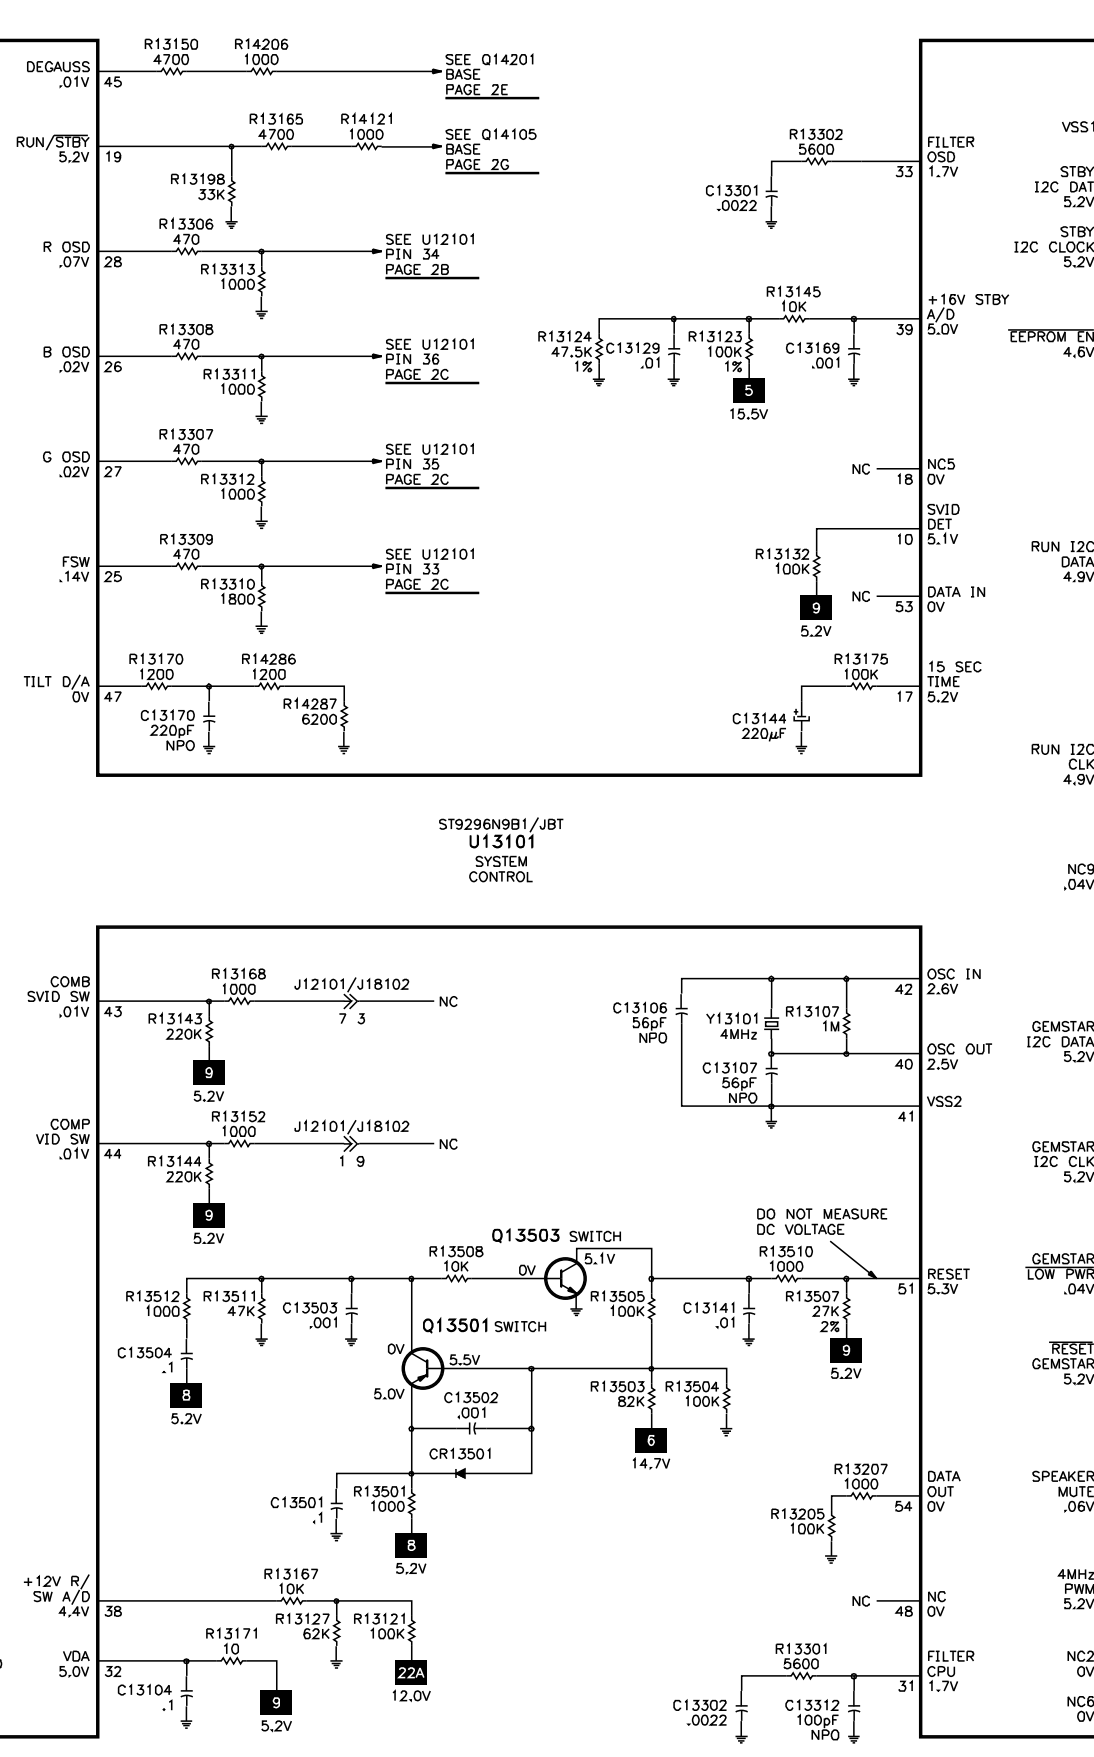 DEGAUSS
.01V 45
R13150
4700
R14206
1000
SEE Q14201
BASE
PAGE 2E
RUN/STBY
5.2V 19
R13165
4700
R14121
1000
SEE Q14105
BASE
PAGE 2G
R13198
33K
R OSD
.07V 28
R13306
470
R13313
1000
SEE U12101
PIN 34
PAGE 2B
B OSD
.02V 26
R13308
470
R13311
1000
SEE U12101
PIN 36
PAGE 2C
G OSD
.02V 27
R13307
470
R13312
1000
SEE U12101
PIN 35
PAGE 2C
FSW
.14V 25
R13309
470
R13310
1800
SEE U12101
PIN 33
PAGE 2C
TILT D/A
0V 47
R13170
1200
R14286
1200
C13170
220pF
NPO
R14287
6200
R13302
5600
C13301
.0022
FILTER
OSD
33 1.7V
R13145
10K
+16V STBY
A/D
39 5.0V
R13124
47.5K
1%
C13129
.01
R13123
100K
1%
C13169
.001
5
15.5V
NC
NC5
18 0V
SVID
DET
10 5.1V
R13132
100K
9
5.2V
NC
DATA IN
53 0V
R13175
100K
15 SEC
TIME
17 5.2V
C13144
+
220µF
VSS1
STBY
I2C DAT
5.2V
STBY
I2C CLOCK
5.2V
EEPROM EN
4.6V
RUN I2C
DATA
4.9V
RUN I2C
CLK
4.9V
NC9
.04V
ST9296N9B1/JBT
U13101
SYSTEM
CONTROL
COMB
SVID SW
.01V 43
R13168
1000
J12101/J18102
7 3
NC
R13143
220K
9
5.2V
COMP
VID SW
.01V 44
R13152
1000
J12101/J18102
1 9
NC
R13144
220K
9
5.2V
C13106
56pF
NPO
Y13101
4MHz
R13107
1M
C13107
56pF
NPO
OSC IN
42 2.6V
OSC OUT
40 2.5V
VSS2
41
DO NOT MEASURE
DC VOLTAGE
Q13503 SWITCH
5.1V
0V
R13508
10K
R13510
1000
RESET
51 5.3V
R13512
1000
R13511
47K
C13503
.001
R13505
100K
C13141
.01
R13507
27K
2%
9
5.2V
Q13501 SWITCH
0V
5.5V
5.0V
C13504
.1
8
5.2V
C13502
.001
CR13501
R13503
82K
R13504
100K
6
14.7V
C13501
.1
R13501
1000
8
5.2V
R13207
1000
R13205
100K
DATA
OUT
54 0V
+12V R/
SW A/D
4.4V 38
R13167
10K
R13127
62K
R13121
100K
22A
12.0V
VDA
5.0V 32
R13171
10
C13104
.1
9
5.2V
NC
NC
48 0V
R13301
5600
FILTER
CPU
31 1.7V
C13302
.0022
C13312
100pF
NPO
GEMSTAR
I2C DATA
5.2V
GEMSTAR
I2C CLK
5.2V
GEMSTAR
LOW PWR
.04V
RESET
GEMSTAR
5.2V
SPEAKER
MUTE
.06V
4MHz
PWM
5.2V
NC2
0V
NC6
0V